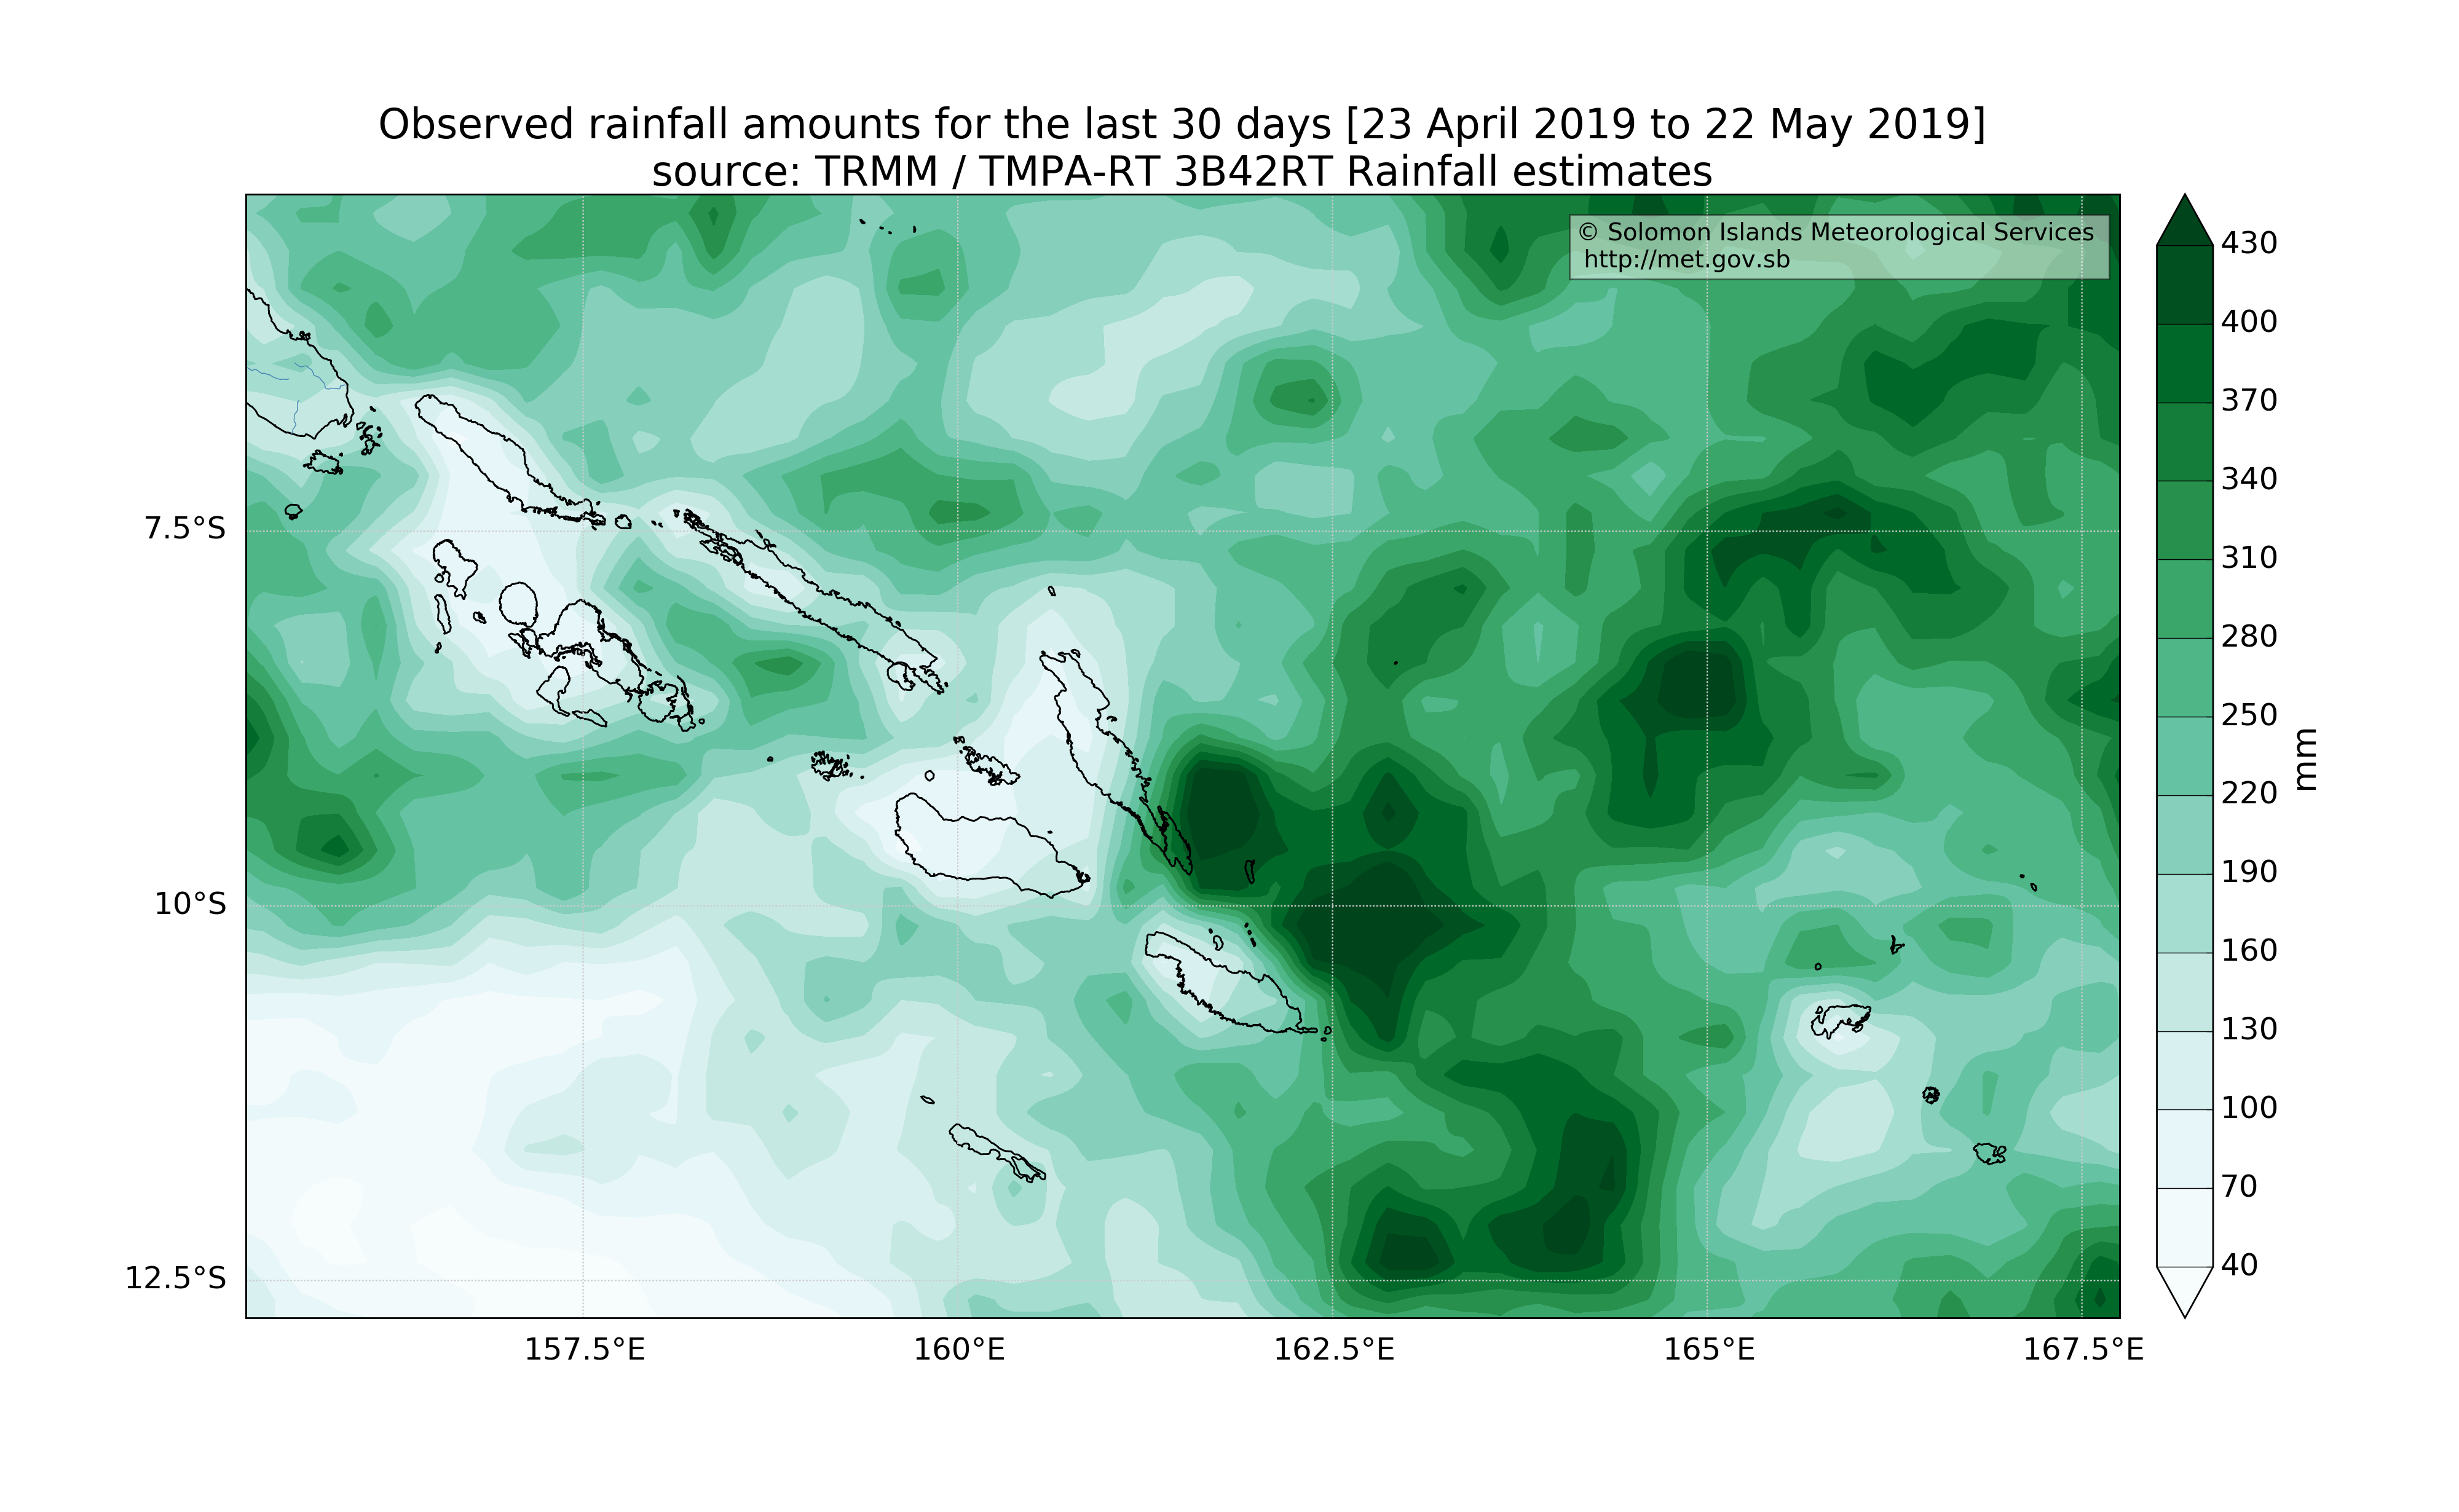 Observed rainfall amounts for the last 30 days [23 April 2019 to 22 May 2019]
source: TRMM / TMPA-RT 3B42RT Rainfall estimates
© Solomon Islands Meteorological Services
http://met.gov.sb
7.5°S
10°S
12.5°S
157.5°E
160°E
162.5°E
165°E
167.5°E
430
400
370
340
310
280
250
220
190
160
130
100
70
40
mm